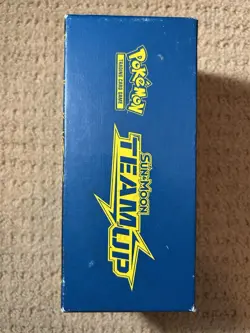 POKéMON
TRADING CARD GAME
SUN & MOON
TEAM UP